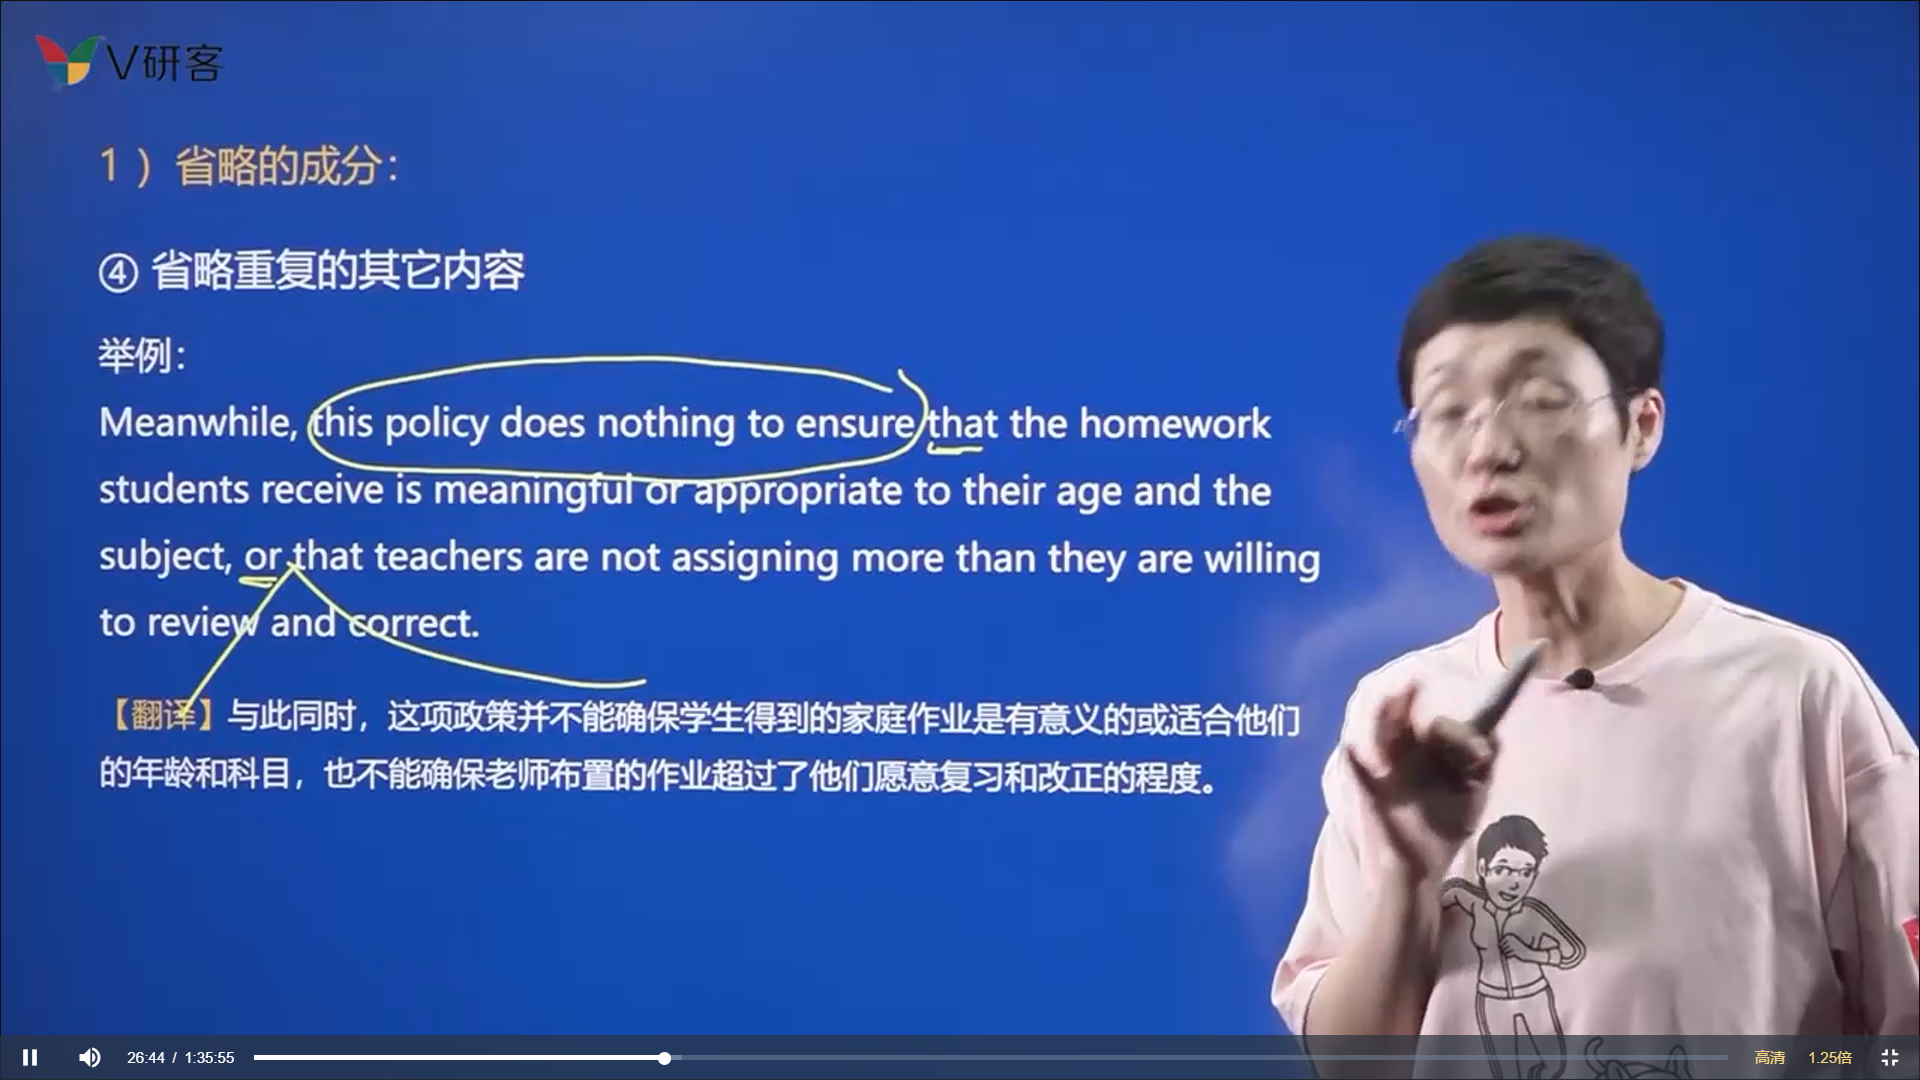 V研客
1 ）省略的成分：
④ 省略重复的其它内容
举例：
Meanwhile, this policy does nothing to ensure that the homework
students receive is meaningful or appropriate to their age and the
subject, or that teachers are not assigning more than they are willing
to review and correct.
【翻译】与此同时，这项政策并不能确保学生得到的家庭作业是有意义的或适合他们
的年龄和科目，也不能确保老师布置的作业超过了他们愿意复习和改正的程度。
26:44 / 1:35:55 高清 1.25倍